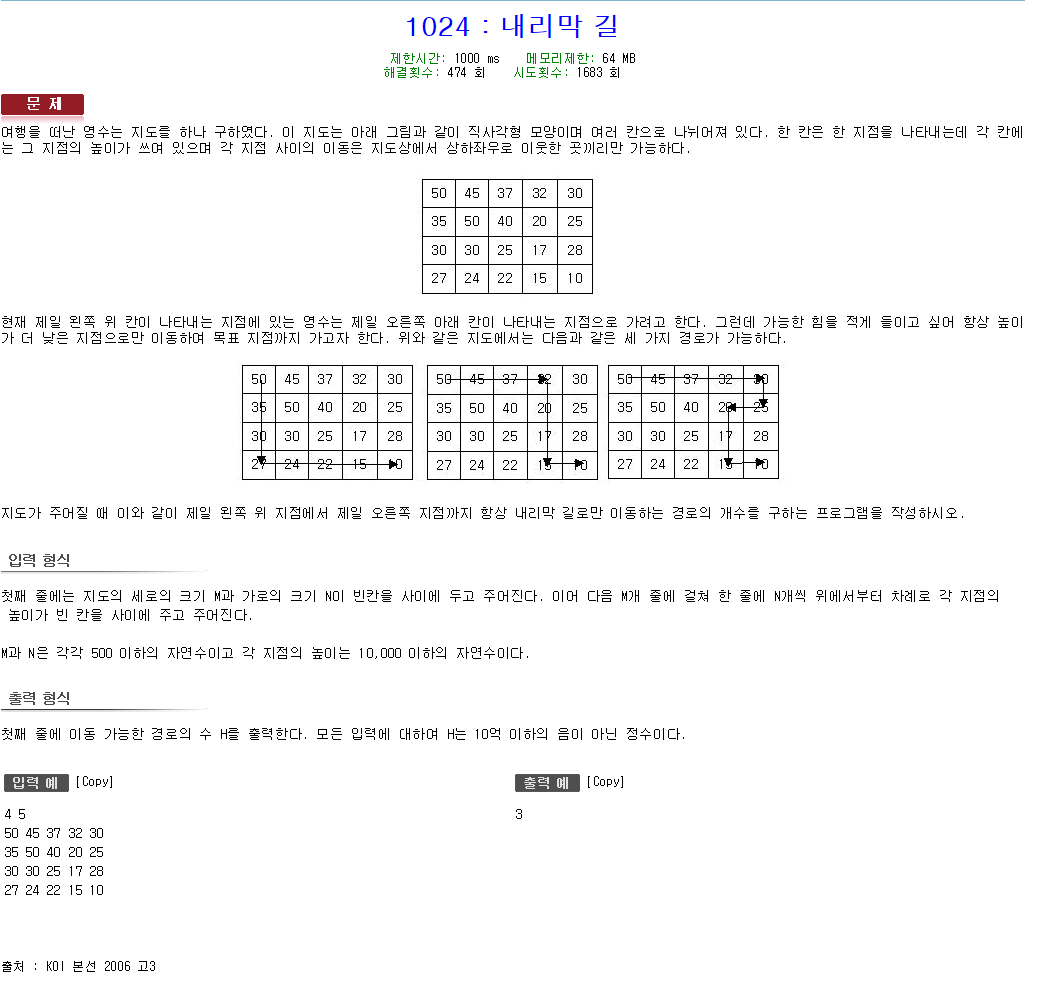 1024 : 내리막 길
제한시간: 1000 ms 메모리제한: 64 MB
해결횟수: 474 회 시도횟수: 1683 회
문 제
여행을 떠난 영수는 지도를 하나 구하였다. 이 지도는 아래 그림과 같이 직사각형 모양이며 여러 칸으로 나뉘어져 있다. 한 칸은 한 지점을 나타내는데 각 칸에
는 그 지점의 높이가 쓰여 있으며 각 지점 사이의 이동은 지도상에서 상하좌우로 이웃한 곳끼리만 가능하다.
50 45 37 32 30
35 50 40 20 25
30 30 25 17 28
27 24 22 15 10
현재 제일 왼쪽 위 칸이 나타내는 지점에 있는 영수는 제일 오른쪽 아래 칸이 나타내는 지점으로 가려고 한다. 그런데 가능한 힘을 적게 들이고 싶어 항상 높이
가 더 낮은 지점으로만 이동하여 목표 지점까지 가고자 한다. 위와 같은 지도에서는 다음과 같은 세 가지 경로가 가능하다.
50 45 37 32 30 50 45 37 32 30 50 45 37 32 30
35 50 40 20 25 35 50 40 20 25 35 50 40 20 25
30 30 25 17 28 30 30 25 17 28 30 30 25 17 28
27 24 22 15 10 27 24 22 15 10 27 24 22 15 10
지도가 주어질 때 이와 같이 제일 왼쪽 위 지점에서 제일 오른쪽 지점까지 항상 내리막 길로만 이동하는 경로의 개수를 구하는 프로그램을 작성하시오.
입력 형식
첫째 줄에는 지도의 세로의 크기 M과 가로의 크기 N이 빈칸을 사이에 두고 주어진다. 이어 다음 M개 줄에 걸쳐 한 줄에 N개씩 위에서부터 차례로 각 지점의
높이가 빈 칸을 사이에 주고 주어진다.
M과 N은 각각 500 이하의 자연수이고 각 지점의 높이는 10,000 이하의 자연수이다.
출력 형식
첫째 줄에 이동 가능한 경로의 수 H를 출력한다. 모든 입력에 대하여 H는 10억 이하의 음이 아닌 정수이다.
입력 예 [Copy] 출력 예 [Copy]
4 5 3
50 45 37 32 30
35 50 40 20 25
30 30 25 17 28
27 24 22 15 10
출처 : KOI 본선 2006 고3